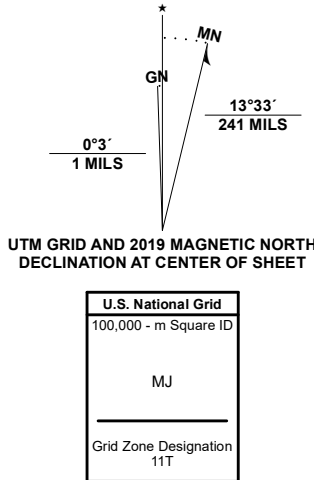 ★
MN
GN
13°33´
241 MILS
0°3´
1 MILS
UTM GRID AND 2019 MAGNETIC NORTH
DECLINATION AT CENTER OF SHEET
U.S. National Grid
100,000 - m Square ID
MJ
Grid Zone Designation
11T